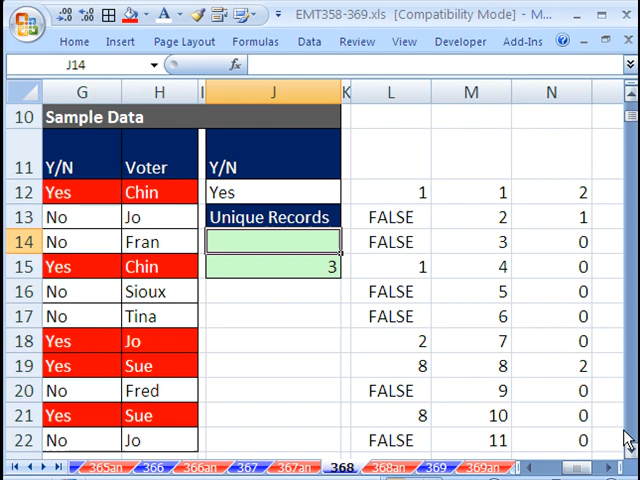 EMT358-369.xls [Compatibility Mode] - M...
Home Insert Page Layout Formulas Data Review View Developer Add-Ins
J14 fx
G H I J K L M N
10 Sample Data
11 Y/N Voter Y/N
12 Yes Chin Yes 1 1 2
13 No Jo Unique Records FALSE 2 1
14 No Fran FALSE 3 0
15 Yes Chin 3 1 4 0
16 No Sioux FALSE 5 0
17 No Tina FALSE 6 0
18 Yes Jo 2 7 0
19 Yes Sue 8 8 2
20 No Fred FALSE 9 0
21 Yes Sue 8 10 0
22 No Jo FALSE 11 0
365an 366 366an 367 367an 368 368an 369 369an